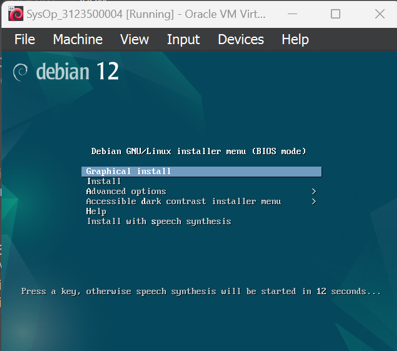 SysOp_3123500004 [Running] - Oracle VM Virt...
File Machine View Input Devices Help
debian 12
Debian GNU/Linux installer menu (BIOS mode)
Graphical install
Install
Advanced options >
Accessible dark contrast installer menu >
Help
Install with speech synthesis
Press a key, otherwise speech synthesis will be started in 12 seconds...